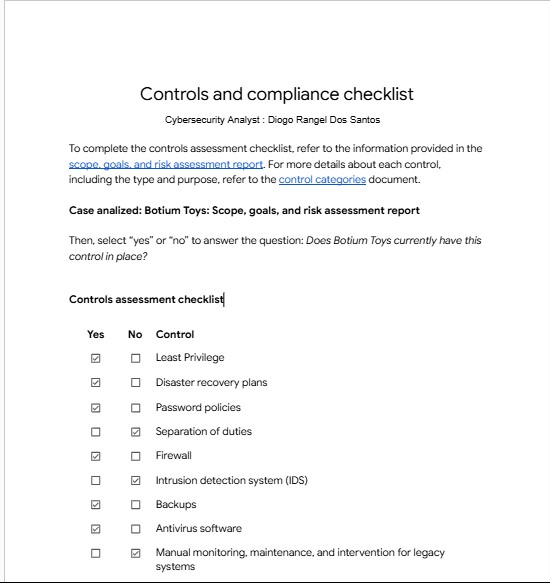 Controls and compliance checklist
Cybersecurity Analyst : Diogo Rangel Dos Santos
To complete the controls assessment checklist, refer to the information provided in the
scope, goals, and risk assessment report. For more details about each control,
including the type and purpose, refer to the control categories document.
Case analized: Botium Toys: Scope, goals, and risk assessment report
Then, select “yes” or “no” to answer the question: Does Botium Toys currently have this
control in place?
Controls assessment checklist
Yes No Control
Least Privilege
Disaster recovery plans
Password policies
Separation of duties
Firewall
Intrusion detection system (IDS)
Backups
Antivirus software
Manual monitoring, maintenance, and intervention for legacy
systems